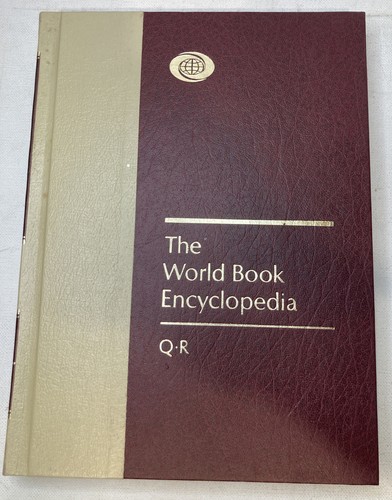 The
World Book
Encyclopedia
Q·R